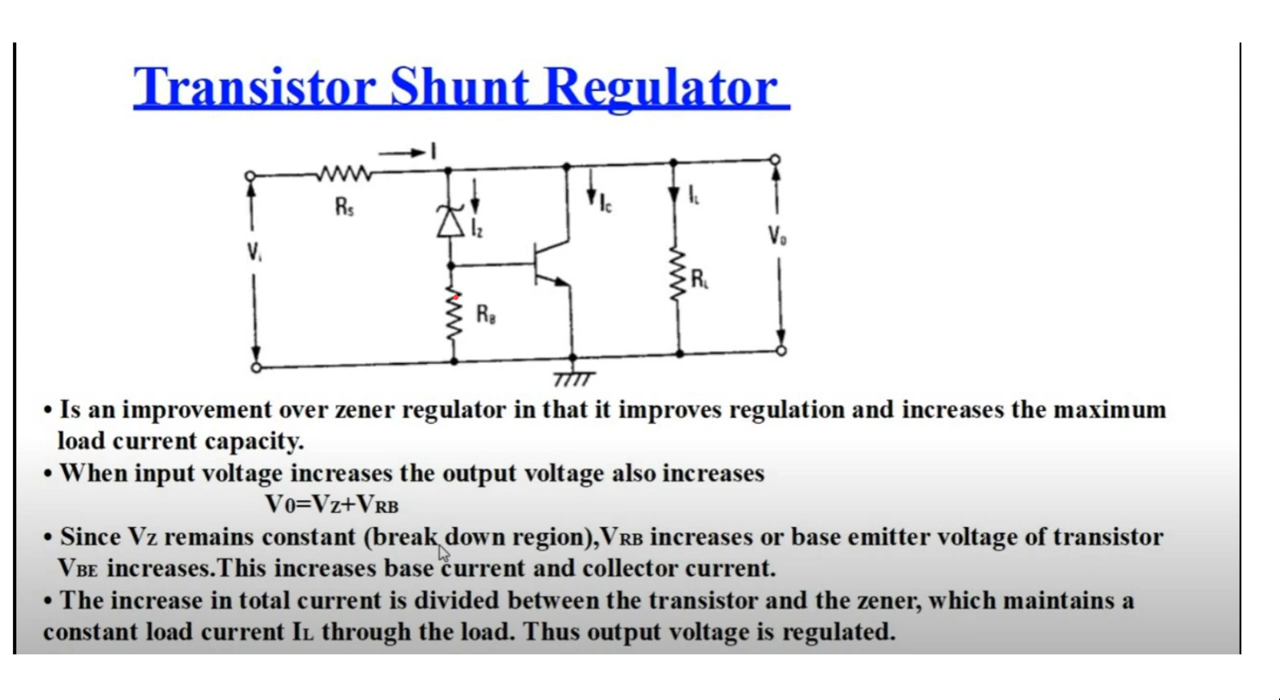 Transistor Shunt Regulator
I
Rs
Iz
Ic
IL
Vi
Vo
RB
RL
• Is an improvement over zener regulator in that it improves regulation and increases the maximum
load current capacity.
• When input voltage increases the output voltage also increases
V0=VZ+VRB
• Since VZ remains constant (break down region),VRB increases or base emitter voltage of transistor
VBE increases.This increases base current and collector current.
• The increase in total current is divided between the transistor and the zener, which maintains a
constant load current IL through the load. Thus output voltage is regulated.